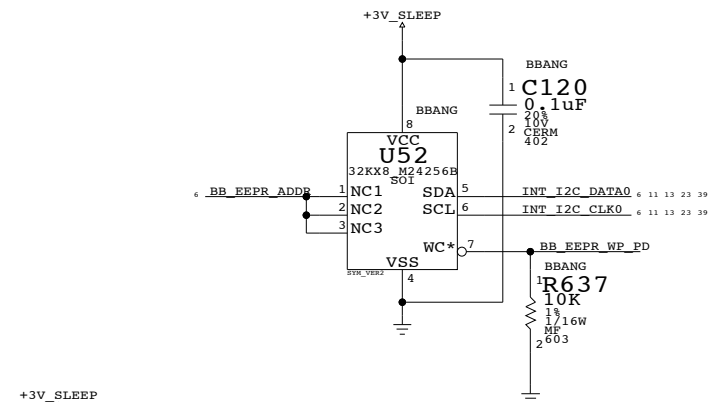 +3V_SLEEP
BBANG
1 C120
0.1uF
20%
10V
2 CERM
402
BBANG
8
VCC
U52
32KX8_M24256B
SOI
6 BB_EEPR_ADDR 1 NC1 SDA 5 INT_I2C_DATA0 6 11 13 23 39
2 NC2 SCL 6 INT_I2C_CLK0 6 11 13 23 39
3 NC3
WC* 7 BB_EEPR_WP_PD
VSS
SYM_VER2
4
BBANG
1 R637
10K
1%
1/16W
MF
2 603
+3V_SLEEP